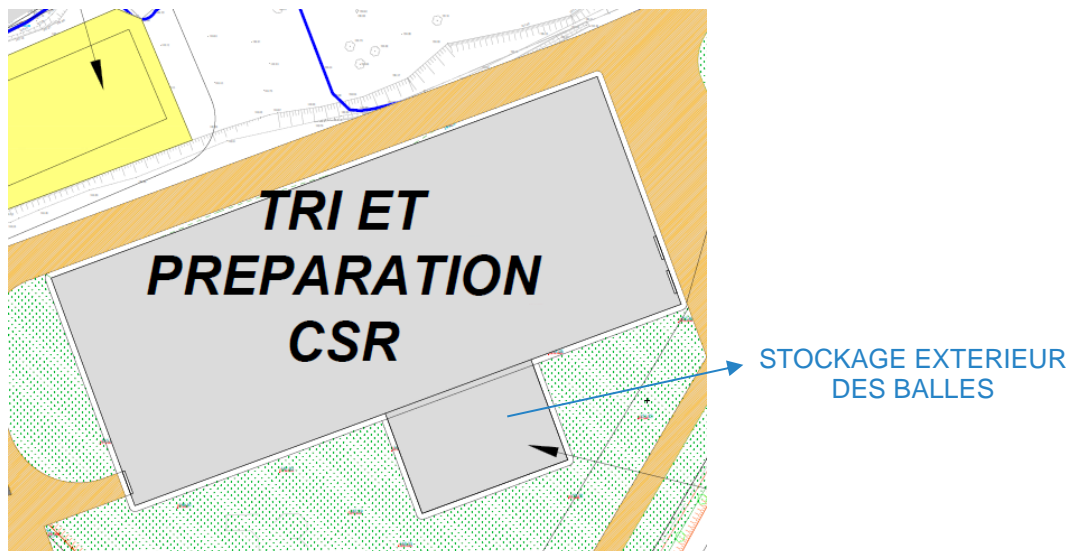 TRI ET
PREPARATION
CSR
STOCKAGE EXTERIEUR
DES BALLES